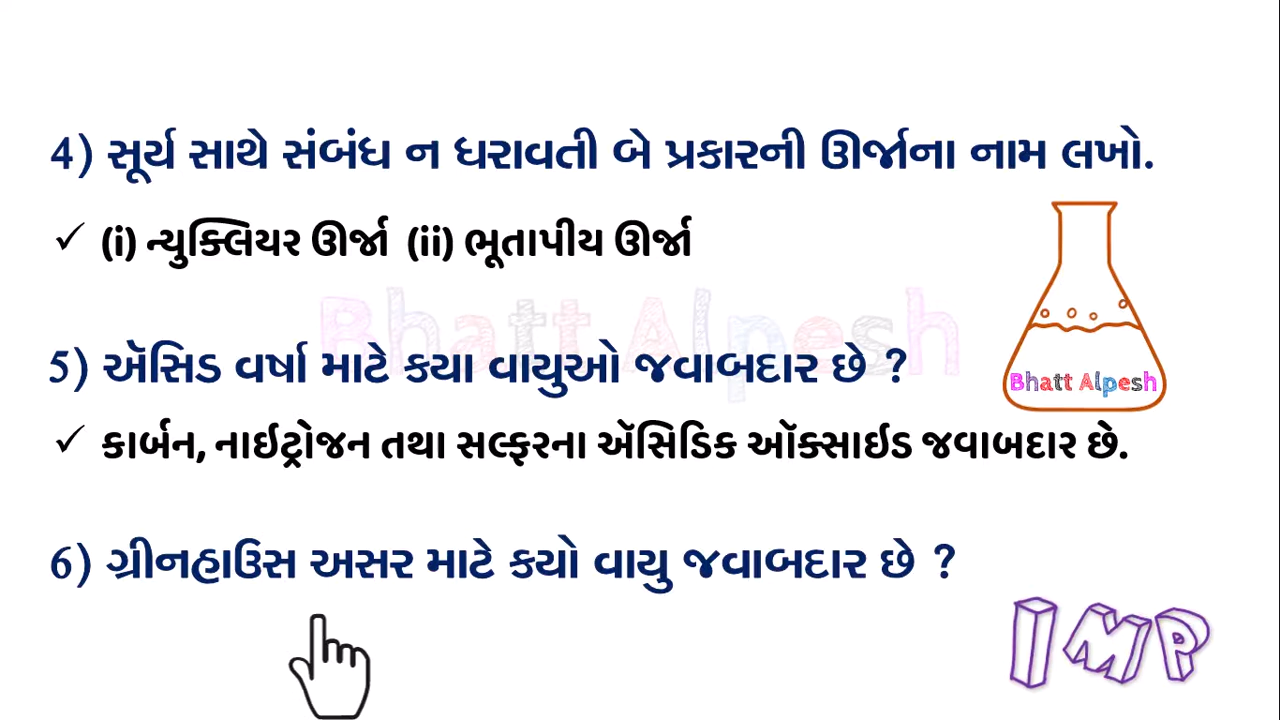 4) સૂર્ય સાથે સંબંધ ન ધરાવતી બે પ્રકારની ઊર્જાના નામ લખો.
✓ (i) ન્યુક્લિયર ઊર્જા (ii) ભૂતાપીય ઊર્જા
Bhatt Alpesh
5) ઍસિડ વર્ષા માટે કયા વાયુઓ જવાબદાર છે ?
Bhatt Alpesh
✓ કાર્બન, નાઈટ્રોજન તથા સલ્ફરના ઍસિડિક ઑક્સાઇડ જવાબદાર છે.
6) ગ્રીનહાઉસ અસર માટે કયો વાયુ જવાબદાર છે ?
IMP